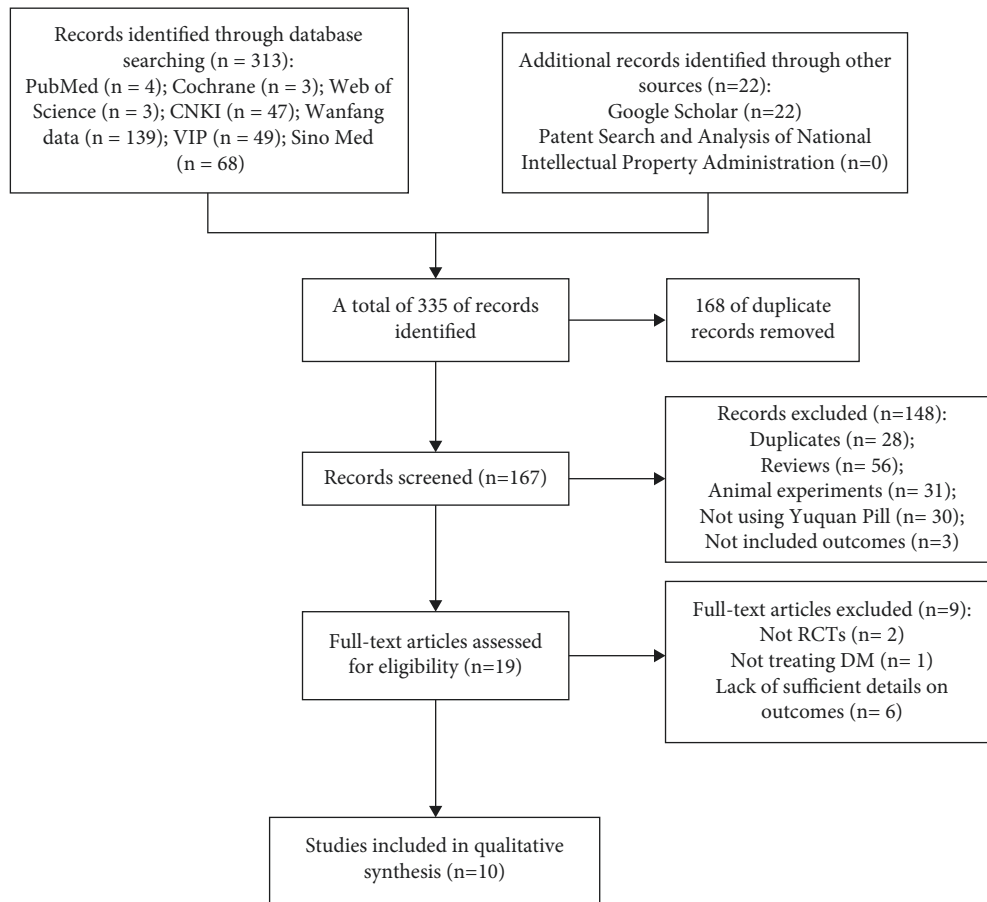 Records identified through database
searching (n = 313):
PubMed (n = 4); Cochrane (n = 3); Web of
Science (n = 3); CNKI (n = 47); Wanfang
data (n = 139); VIP (n = 49); Sino Med
(n = 68)
Additional records identified through other
sources (n=22):
Google Scholar (n=22)
Patent Search and Analysis of National
Intellectual Property Administration (n=0)
A total of 335 of records
identified
168 of duplicate
records removed
Records screened (n=167)
Records excluded (n=148):
Duplicates (n= 28);
Reviews (n= 56);
Animal experiments (n= 31);
Not using Yuquan Pill (n= 30);
Not included outcomes (n=3)
Full-text articles assessed
for eligibility (n=19)
Full-text articles excluded (n=9):
Not RCTs (n= 2)
Not treating DM (n= 1)
Lack of sufficient details on
outcomes (n= 6)
Studies included in qualitative
synthesis (n=10)